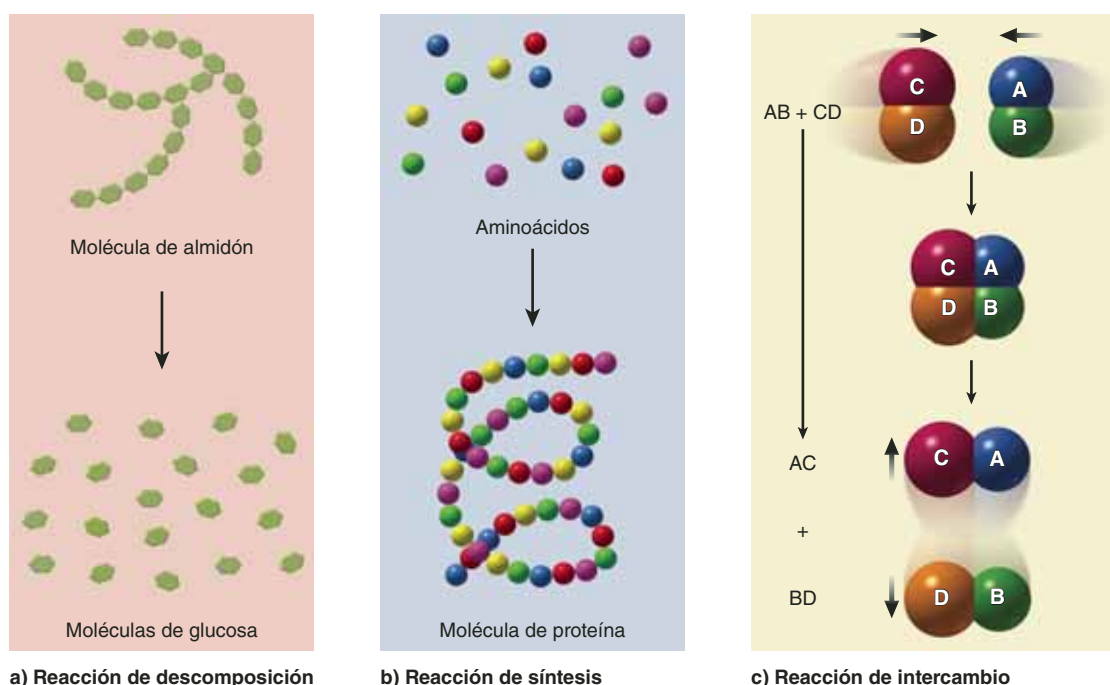 Molécula de almidón
Moléculas de glucosa
a) Reacción de descomposición
Aminoácidos
Molécula de proteína
b) Reacción de síntesis
AB + CD
C
A
D
B
C
A
D
B
AC
C
A
+
BD
D
B
c) Reacción de intercambio